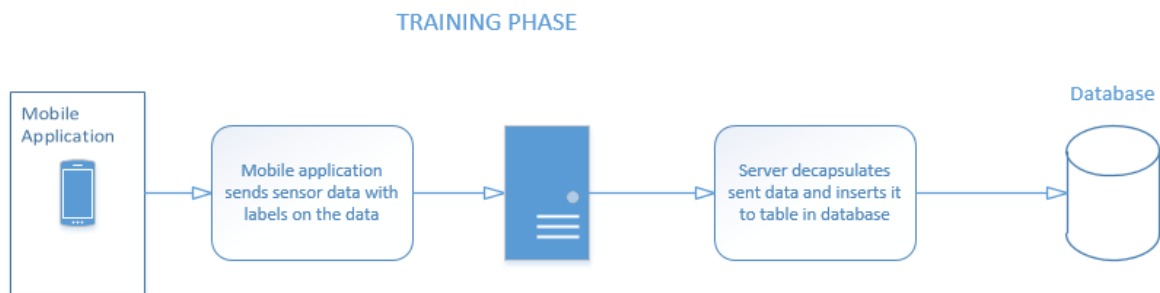 TRAINING PHASE
Mobile
Application
Mobile application
sends sensor data with
labels on the data
Server decapsulates
sent data and inserts it
to table in database
Database